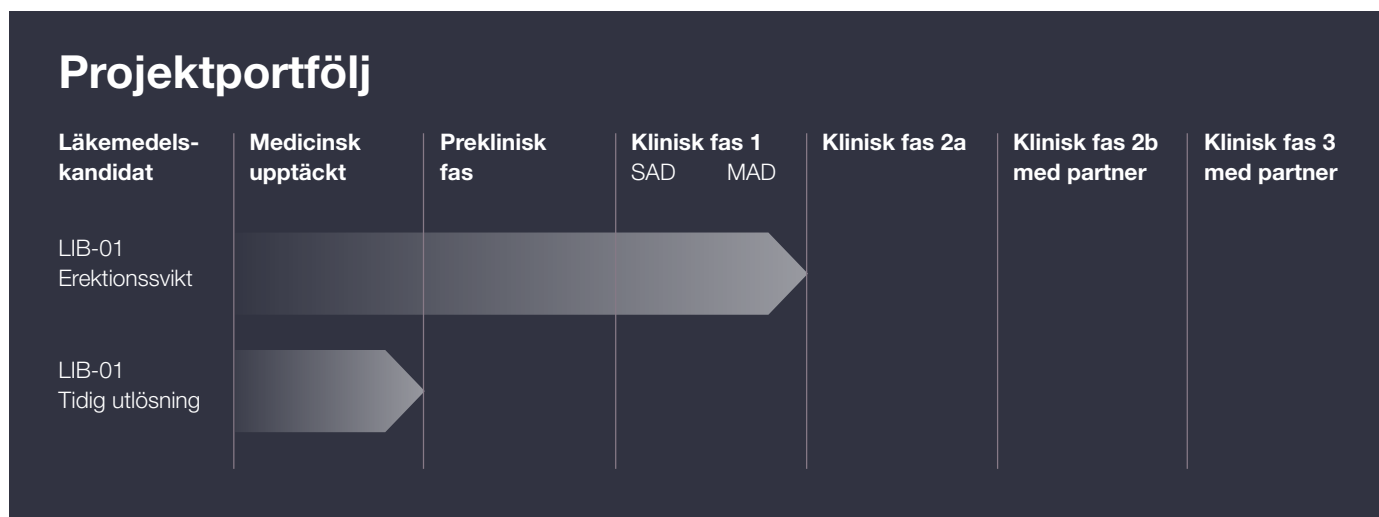 Projektportfölj
Läkemedels-
kandidat
Medicinsk
upptäckt
Preklinisk
fas
Klinisk fas 1
SAD MAD
Klinisk fas 2a
Klinisk fas 2b
med partner
Klinisk fas 3
med partner
LIB-01
Erektionssvikt
LIB-01
Tidig utlösning